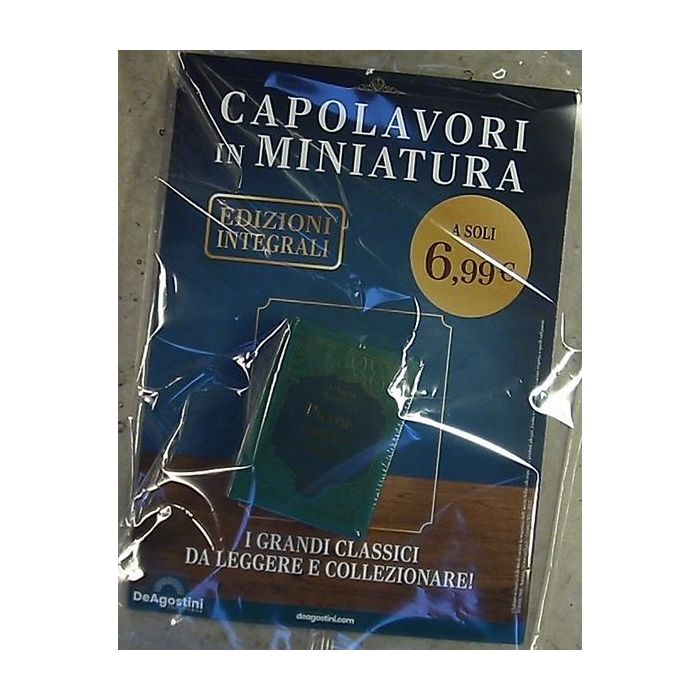 CAPOLAVORI
IN MINIATURA
EDIZIONI
INTEGRALI
A SOLI
6,99€
I GRANDI CLASSICI
DA LEGGERE E COLLEZIONARE!
DeAgostini
deagostini.com